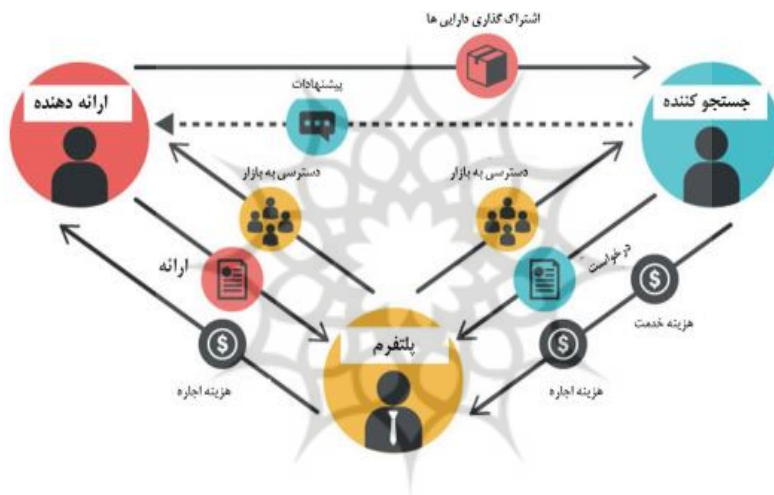 اشتراک گذاری دارایی ها
پیشنهادات
ارائه دهنده
جستجو کننده
دسترسی به بازار
دسترسی به بازار
ارائه
درخواست
هزینه خدمت
پلتفرم
هزینه اجاره
هزینه اجاره